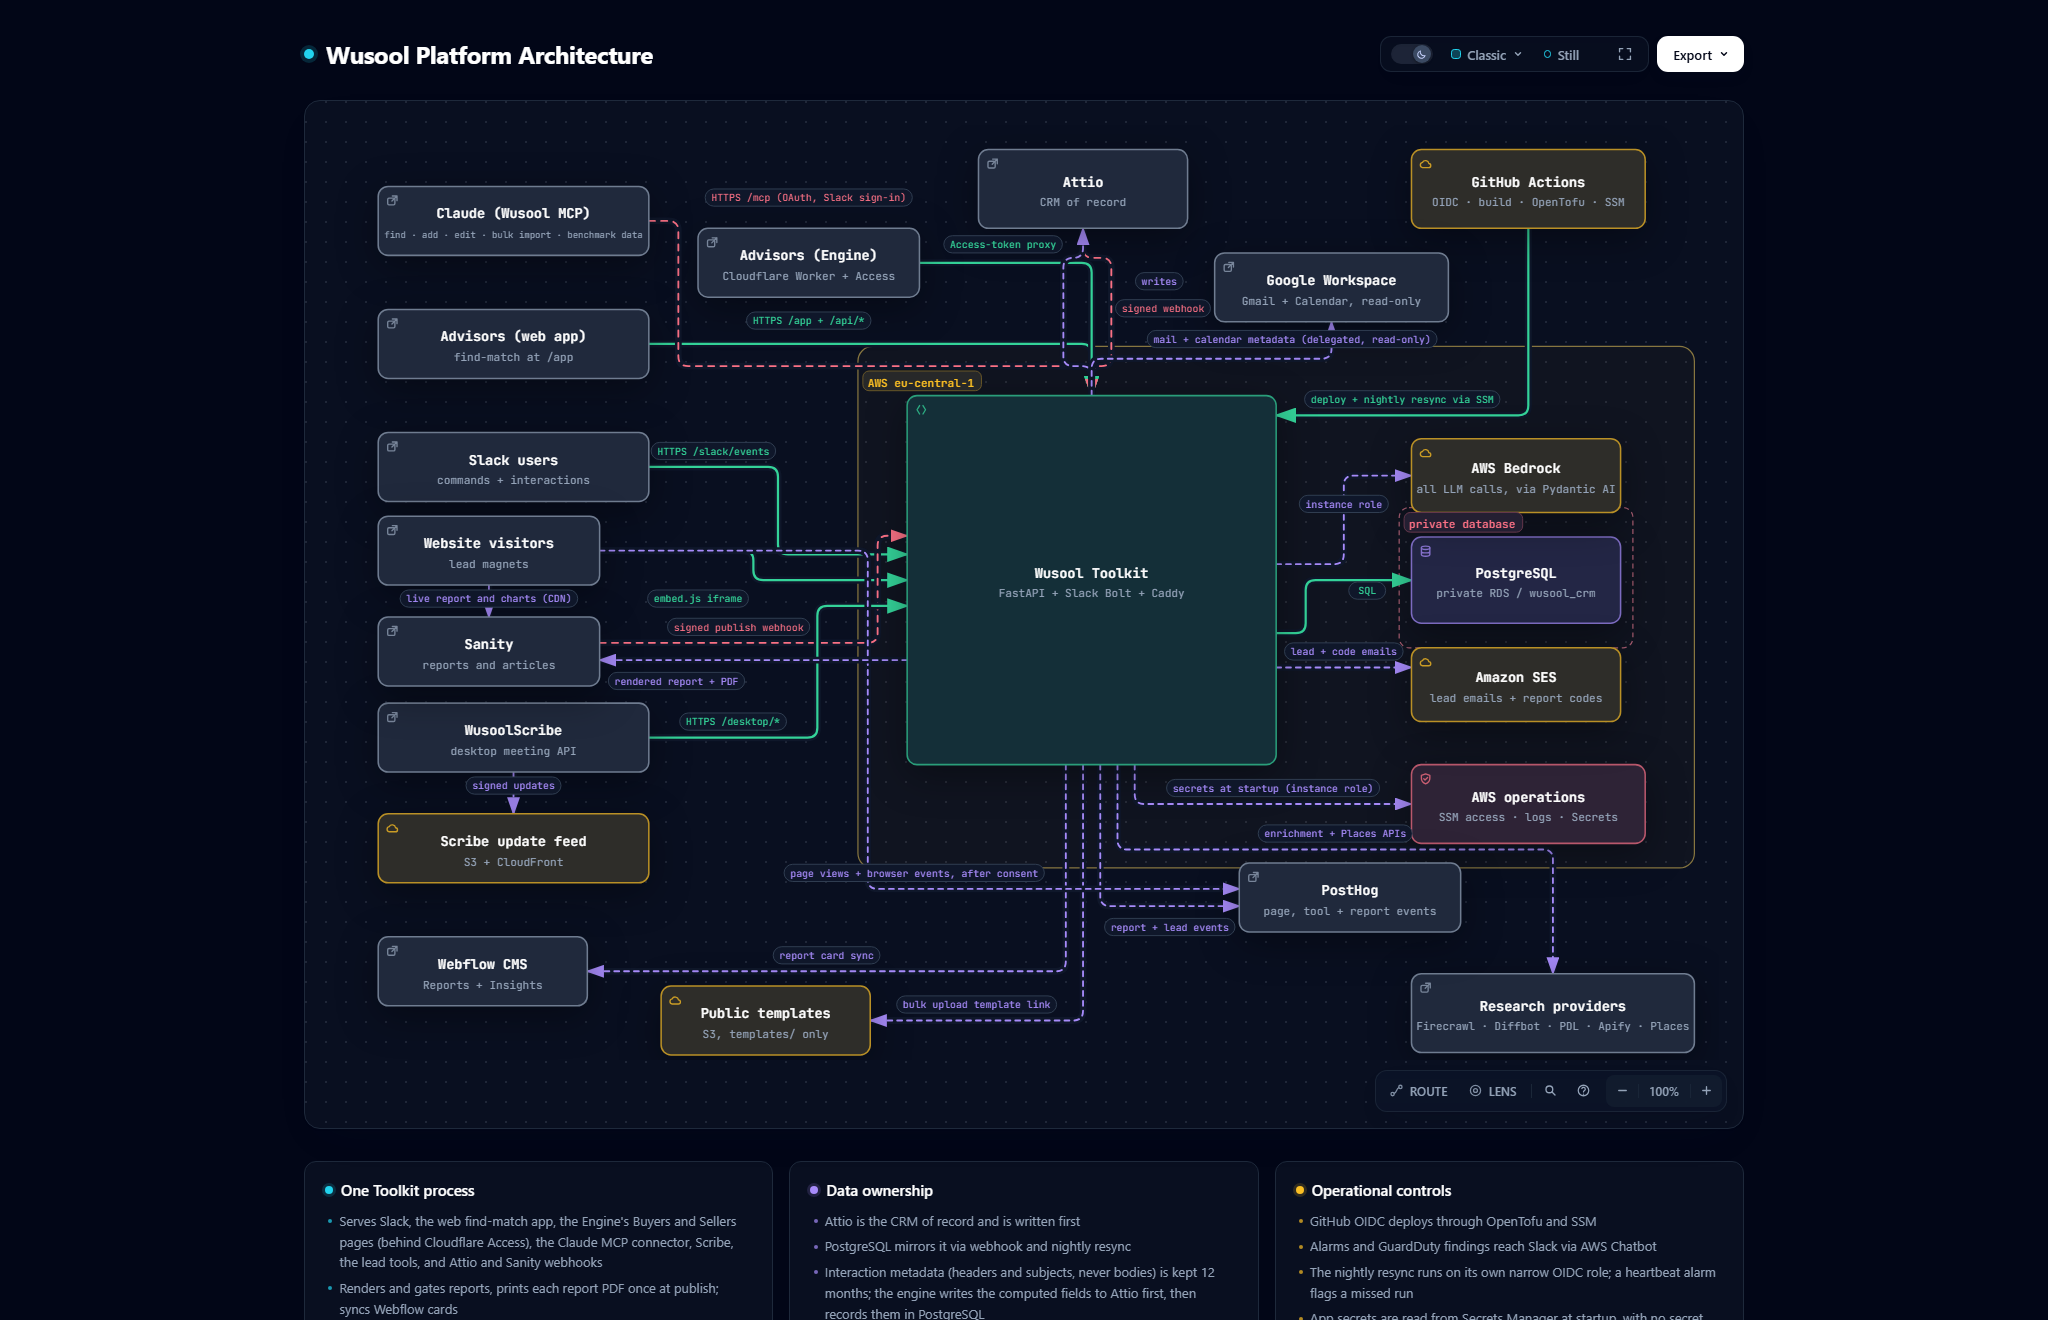 Wusool Platform Architecture
Classic
Still
Export
Attio
CRM of record
GitHub Actions
OIDC · build · OpenTofu · SSM
Claude (Wusool MCP)
find · add · edit · bulk import · benchmark data
HTTPS /mcp (OAuth, Slack sign-in)
Advisors (Engine)
Cloudflare Worker + Access
Access-token proxy
Google Workspace
Gmail + Calendar, read-only
writes
signed webhook
HTTPS /app + /api/*
mail + calendar metadata (delegated, read-only)
Advisors (web app)
find-match at /app
AWS eu-central-1
deploy + nightly resync via SSM
Slack users
commands + interactions
HTTPS /slack/events
AWS Bedrock
all LLM calls, via Pydantic AI
instance role
private database
Website visitors
lead magnets
live report and charts (CDN)
embed.js iframe
Wusool Toolkit
FastAPI + Slack Bolt + Caddy
PostgreSQL
private RDS / wusool_crm
SQL
signed publish webhook
Sanity
reports and articles
rendered report + PDF
lead + code emails
Amazon SES
lead emails + report codes
WusoolScribe
desktop meeting API
HTTPS /desktop/*
signed updates
secrets at startup (instance role)
AWS operations
SSM access · logs · Secrets
Scribe update feed
S3 + CloudFront
enrichment + Places APIs
page views + browser events, after consent
PostHog
page, tool + report events
report + lead events
Webflow CMS
Reports + Insights
report card sync
Public templates
S3, templates/ only
bulk upload template link
Research providers
Firecrawl · Diffbot · PDL · Apify · Places
ROUTE
LENS
100%
One Toolkit process
Serves Slack, the web find-match app, the Engine's Buyers and Sellers
pages (behind Cloudflare Access), the Claude MCP connector, Scribe,
the lead tools, and Attio and Sanity webhooks
Renders and gates reports, prints each report PDF once at publish;
syncs Webflow cards
Data ownership
Attio is the CRM of record and is written first
PostgreSQL mirrors it via webhook and nightly resync
Interaction metadata (headers and subjects, never bodies) is kept 12
months; the engine writes the computed fields to Attio first, then
records them in PostgreSQL
Operational controls
GitHub OIDC deploys through OpenTofu and SSM
Alarms and GuardDuty findings reach Slack via AWS Chatbot
The nightly resync runs on its own narrow OIDC role; a heartbeat alarm
flags a missed run
App secrets are read from Secrets Manager at startup, with no secret